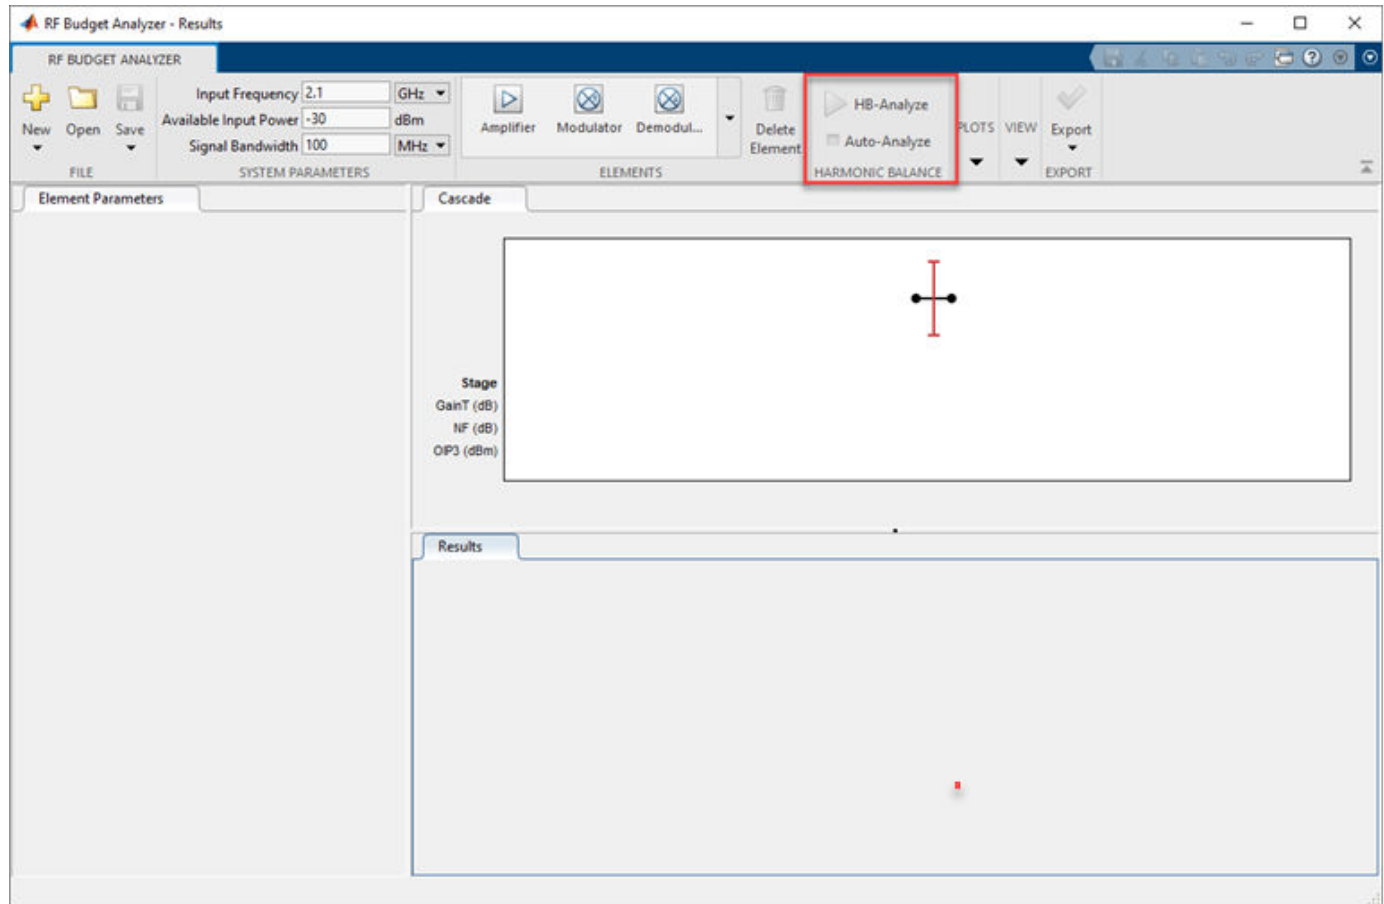 RF Budget Analyzer - Results
RF BUDGET ANALYZER
New
Open
Save
FILE
Input Frequency 2.1 GHz
Available Input Power -30 dBm
Signal Bandwidth 100 MHz
SYSTEM PARAMETERS
Amplifier
Modulator
Demodul...
ELEMENTS
Delete
Element
HB-Analyze
Auto-Analyze
HARMONIC BALANCE
PLOTS
VIEW
Export
EXPORT
Element Parameters
Cascade
Stage
GainT (dB)
NF (dB)
OIP3 (dBm)
Results